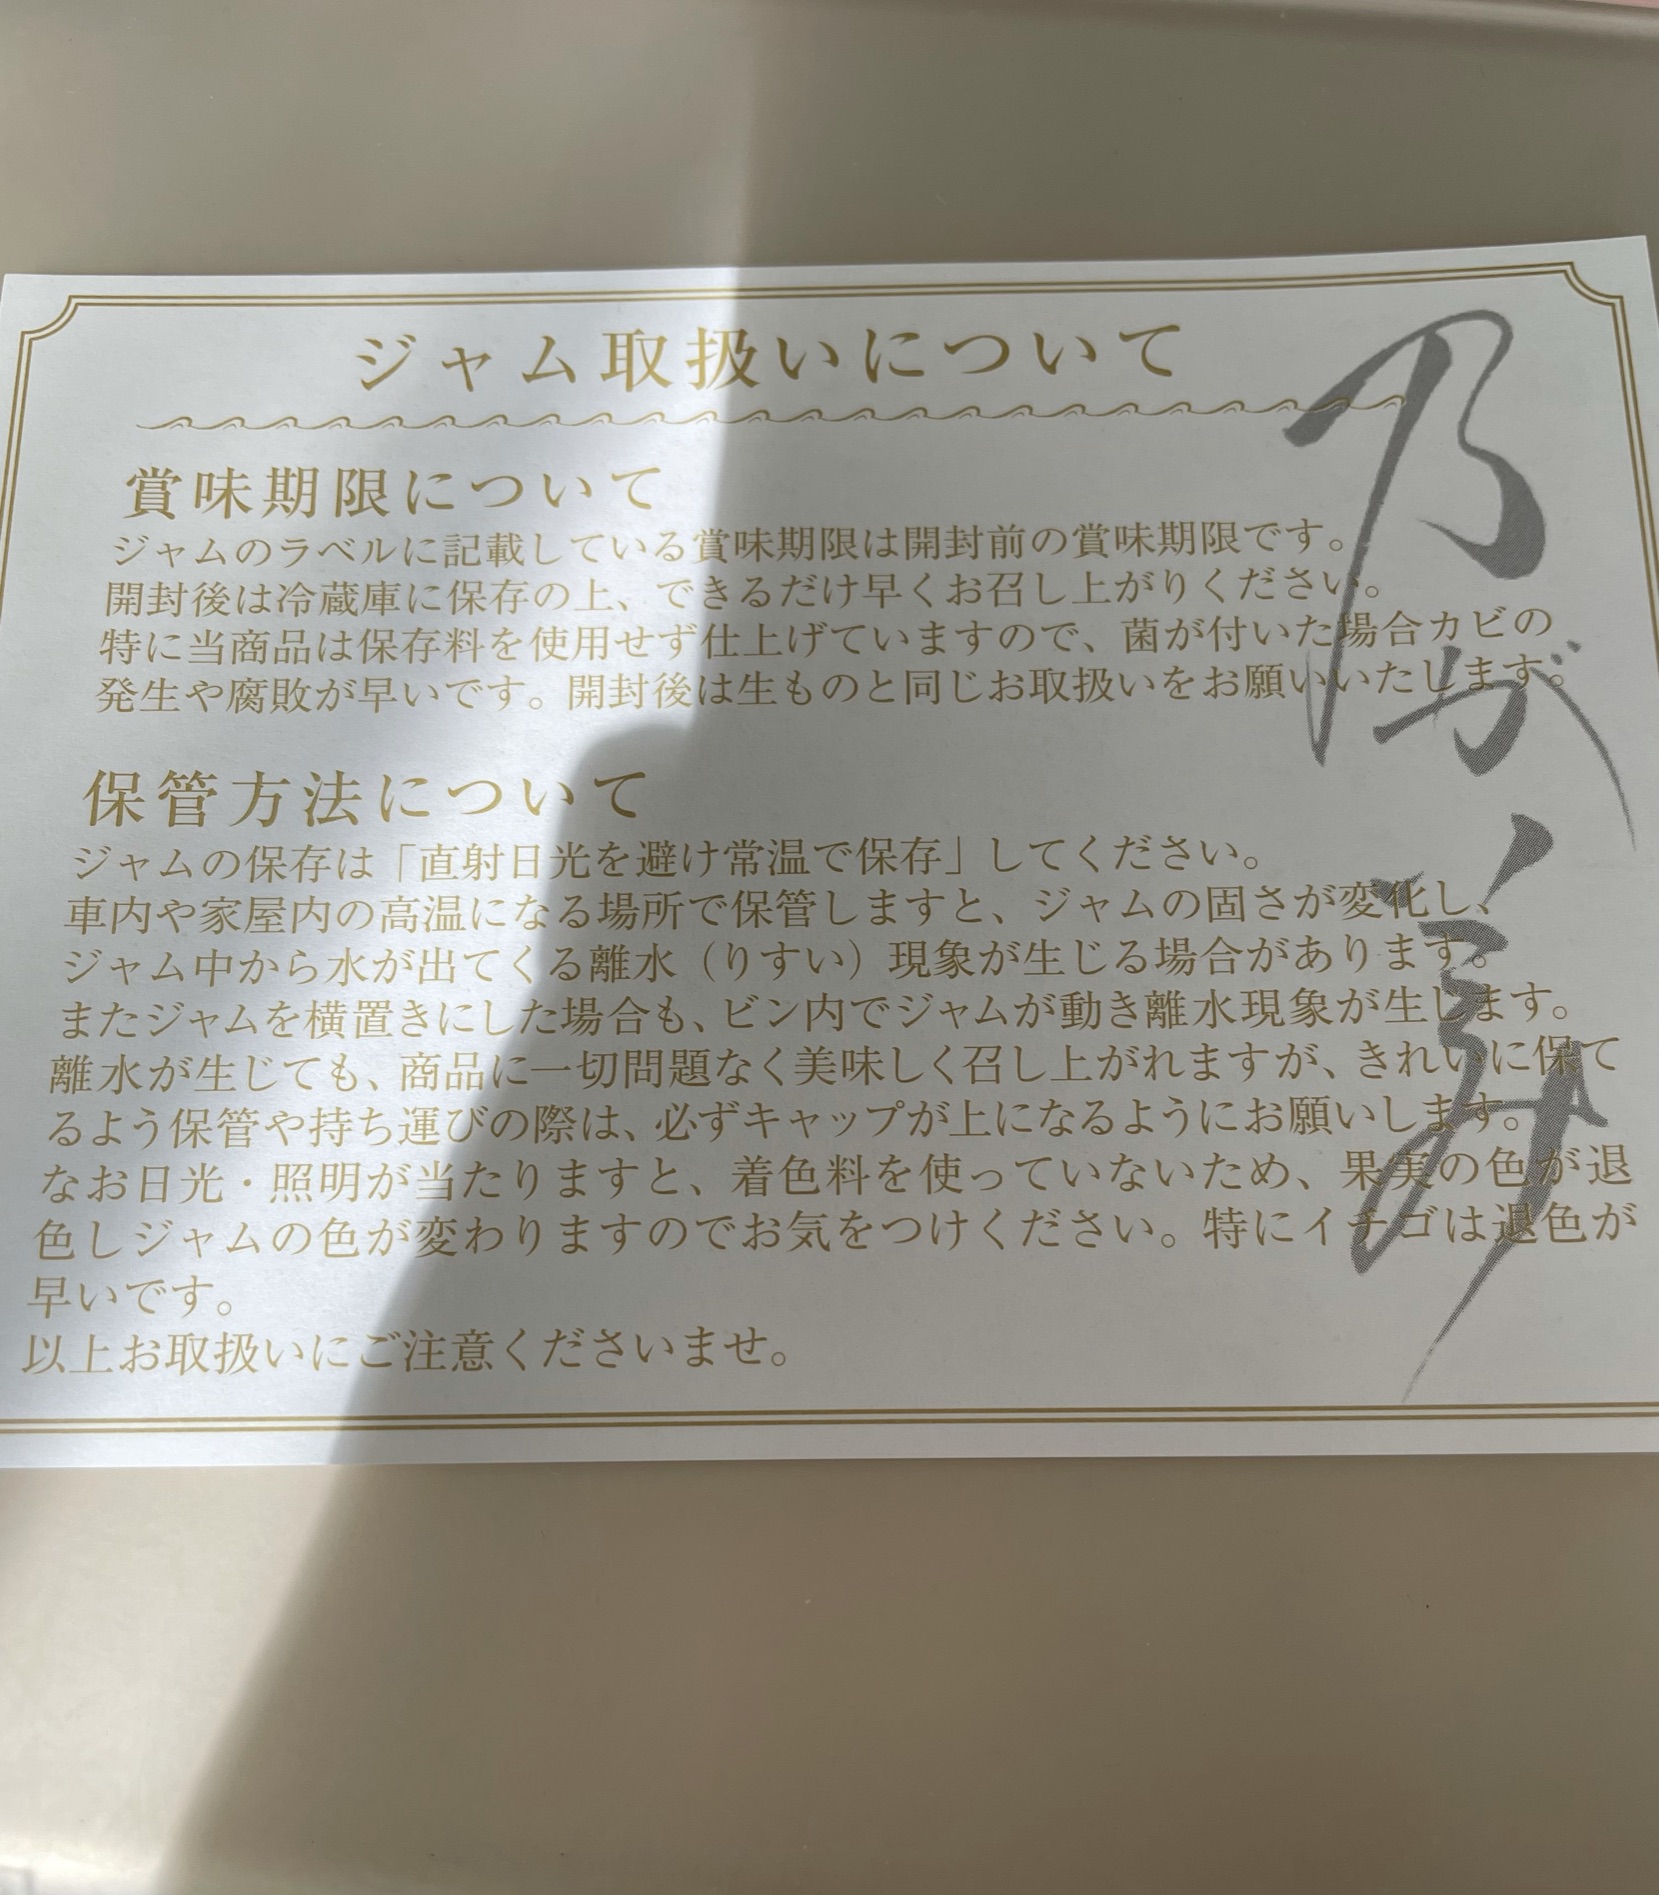 ジャム取扱いについて
賞味期限について
ジャムのラベルに記載している賞味期限は開封前の賞味期限です。
開封後は冷蔵庫に保存の上、できるだけ早くお召し上がりください。
特に当商品は保存料を使用せず仕上げていますので、菌が付いた場合カビの
発生や腐敗が早いです。開封後は生ものと同じお取扱いをお願いいたします。
保管方法について
ジャムの保存は「直射日光を避け常温で保存」してください。
車内や家屋内の高温になる場所で保管しますと、ジャムの固さが変化し、
ジャム中から水が出てくる離水（りすい）現象が生じる場合があります。
またジャムを横置きにした場合も、ビン内でジャムが動き離水現象が生じます。
離水が生じても、商品に一切問題なく美味しく召し上がれますが、きれいに保て
るよう保管や持ち運びの際は、必ずキャップが上になるようにお願いします。
なお日光・照明が当たりますと、着色料を使っていないため、果実の色が退
色しジャムの色が変わりますのでお気をつけください。特にイチゴは退色が
早いです。
以上お取扱いにご注意くださいませ。
乃が美